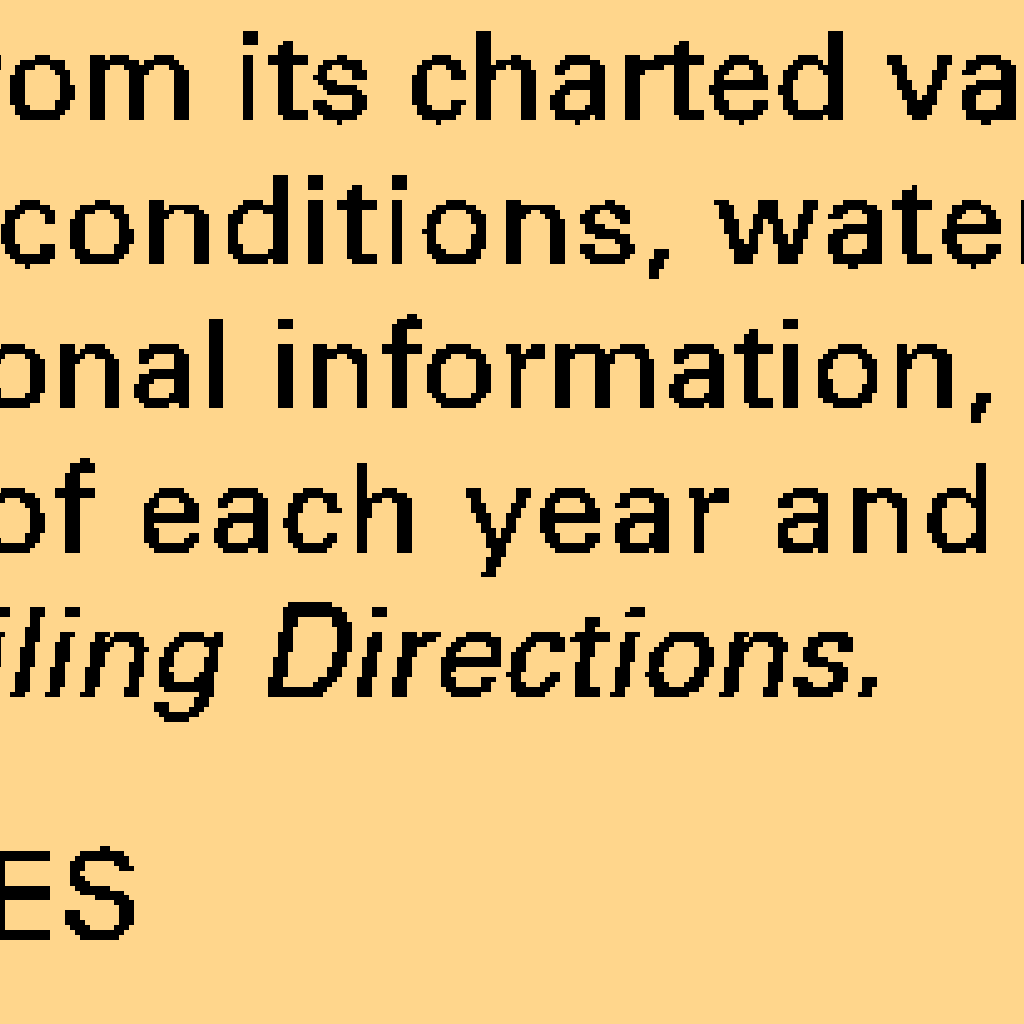 rom its charted va
conditions, water
onal information,
of each year and
iling Directions.
ES